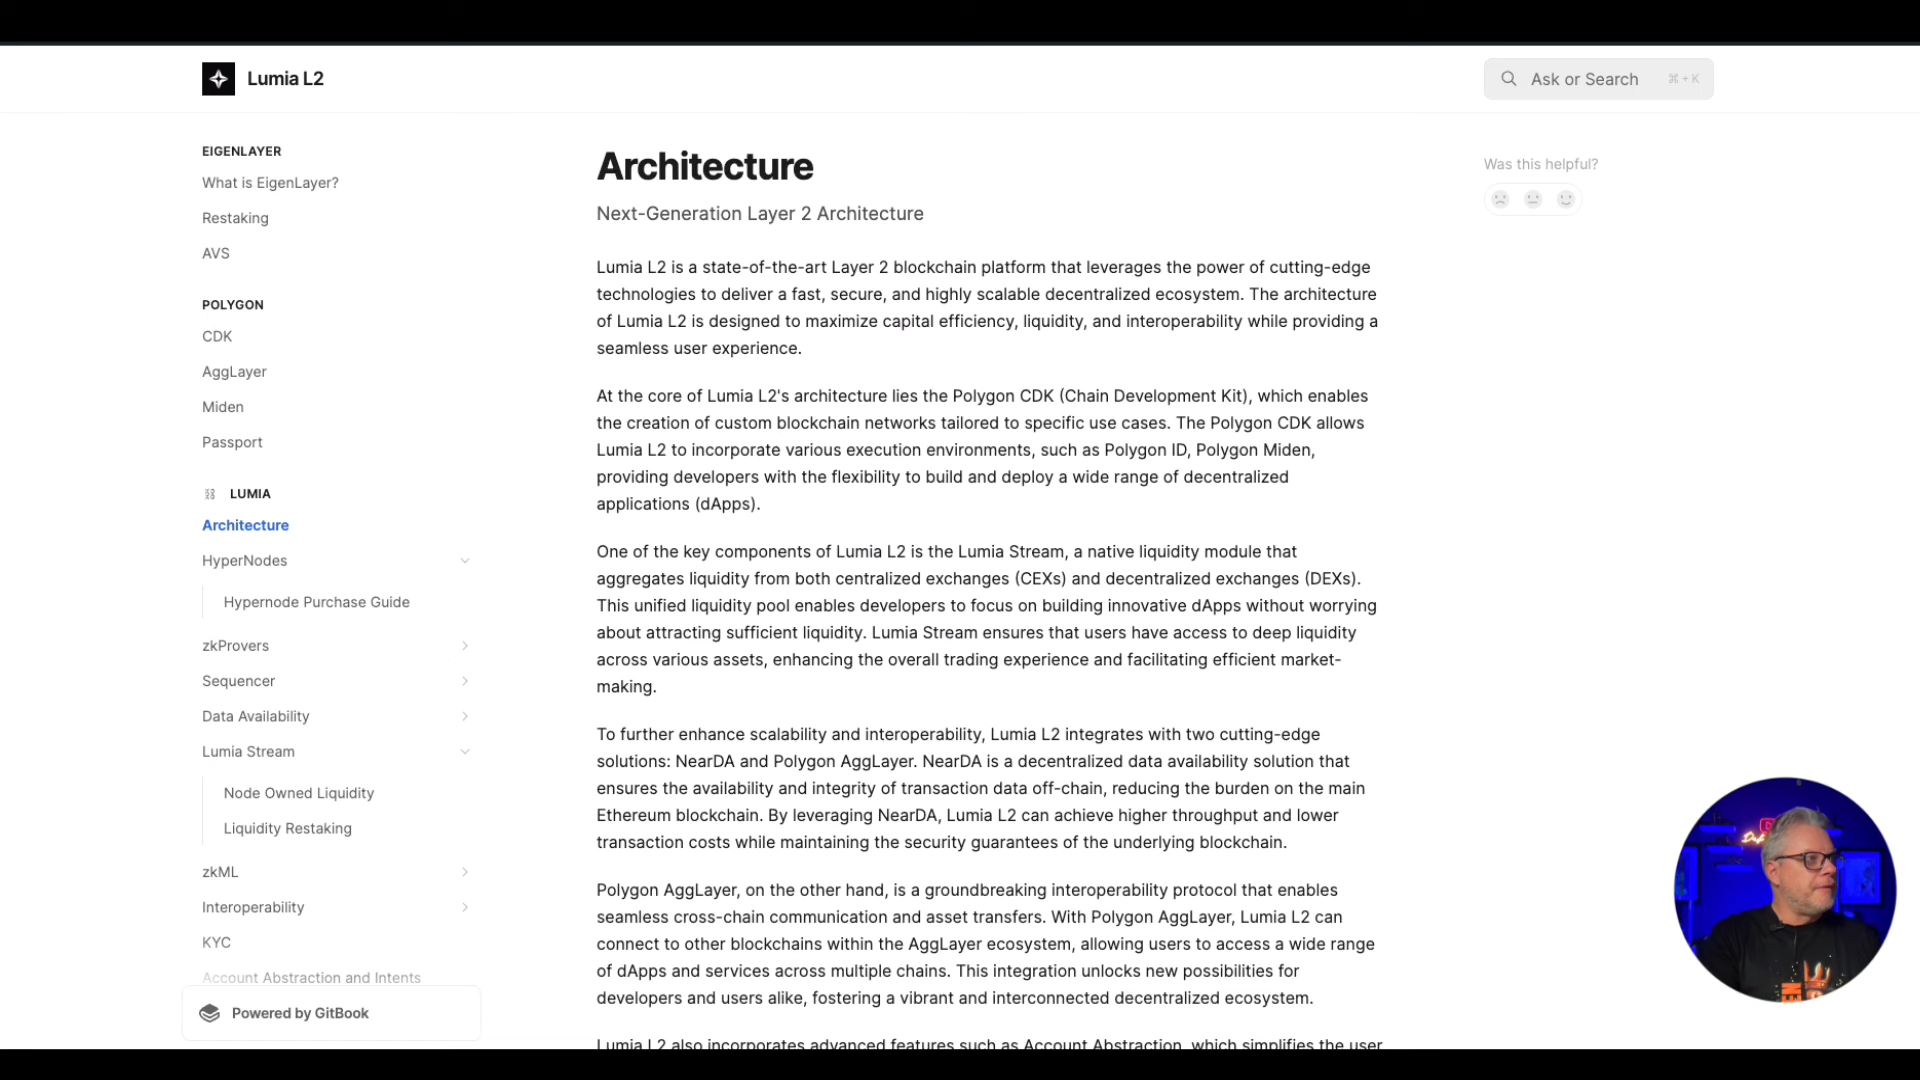 Lumia L2
Ask or Search
⌘ + K
EIGENLAYER
What is EigenLayer?
Restaking
AVS
POLYGON
CDK
AggLayer
Miden
Passport
LUMIA
Architecture
HyperNodes
Hypernode Purchase Guide
zkProvers
Sequencer
Data Availability
Lumia Stream
Node Owned Liquidity
Liquidity Restaking
zkML
Interoperability
KYC
Account Abstraction and Intents
Powered by GitBook
Architecture
Next-Generation Layer 2 Architecture
Lumia L2 is a state-of-the-art Layer 2 blockchain platform that leverages the power of cutting-edge
technologies to deliver a fast, secure, and highly scalable decentralized ecosystem. The architecture
of Lumia L2 is designed to maximize capital efficiency, liquidity, and interoperability while providing a
seamless user experience.
At the core of Lumia L2's architecture lies the Polygon CDK (Chain Development Kit), which enables
the creation of custom blockchain networks tailored to specific use cases. The Polygon CDK allows
Lumia L2 to incorporate various execution environments, such as Polygon ID, Polygon Miden,
providing developers with the flexibility to build and deploy a wide range of decentralized
applications (dApps).
One of the key components of Lumia L2 is the Lumia Stream, a native liquidity module that
aggregates liquidity from both centralized exchanges (CEXs) and decentralized exchanges (DEXs).
This unified liquidity pool enables developers to focus on building innovative dApps without worrying
about attracting sufficient liquidity. Lumia Stream ensures that users have access to deep liquidity
across various assets, enhancing the overall trading experience and facilitating efficient market-
making.
To further enhance scalability and interoperability, Lumia L2 integrates with two cutting-edge
solutions: NearDA and Polygon AggLayer. NearDA is a decentralized data availability solution that
ensures the availability and integrity of transaction data off-chain, reducing the burden on the main
Ethereum blockchain. By leveraging NearDA, Lumia L2 can achieve higher throughput and lower
transaction costs while maintaining the security guarantees of the underlying blockchain.
Polygon AggLayer, on the other hand, is a groundbreaking interoperability protocol that enables
seamless cross-chain communication and asset transfers. With Polygon AggLayer, Lumia L2 can
connect to other blockchains within the AggLayer ecosystem, allowing users to access a wide range
of dApps and services across multiple chains. This integration unlocks new possibilities for
developers and users alike, fostering a vibrant and interconnected decentralized ecosystem.
Lumia L2 also incorporates advanced features such as Account Abstraction, which simplifies the user
Was this helpful?